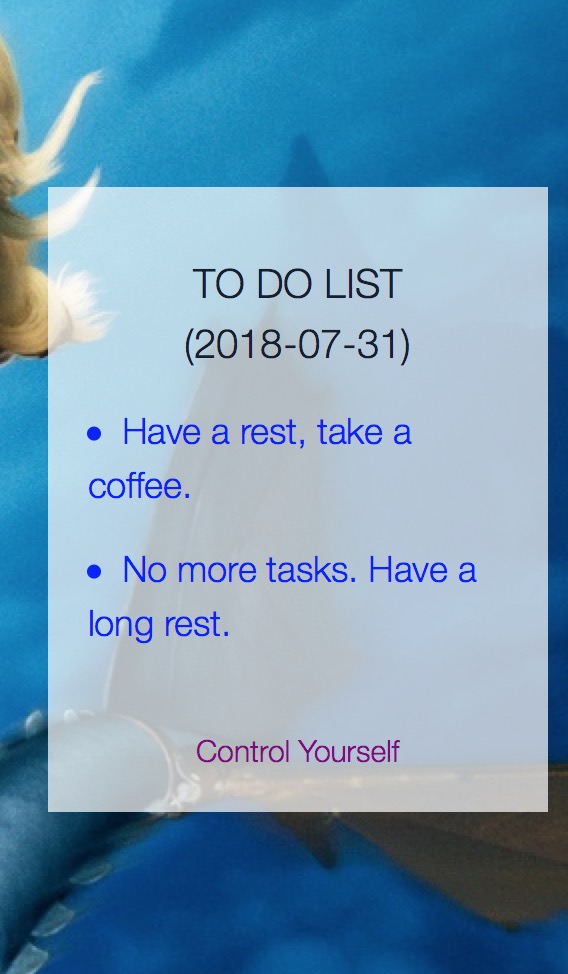 TO DO LIST
(2018-07-31)
● Have a rest, take a
coffee.
● No more tasks. Have a
long rest.
Control Yourself